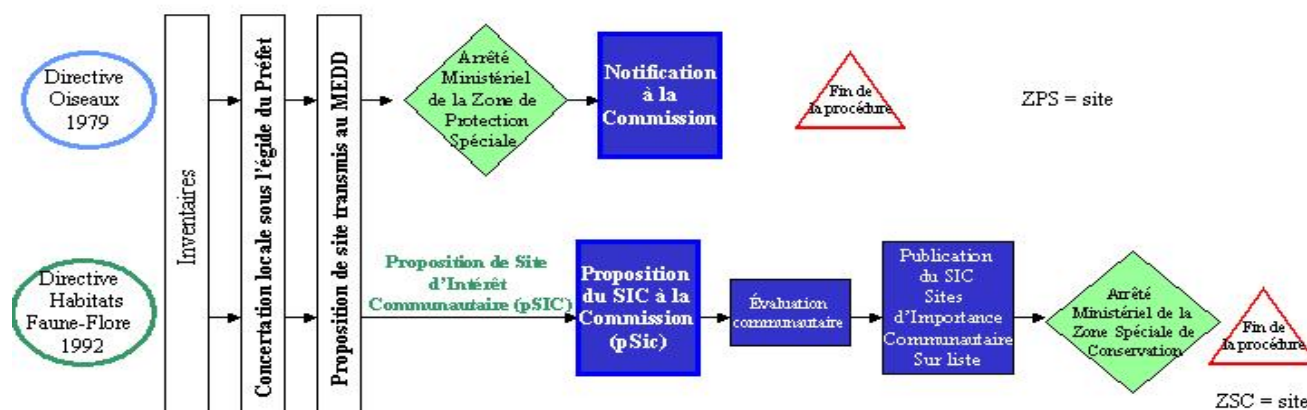 Directive
Oiseaux
1979
Directive
Habitats
Faune-Flore
1992
Inventaires
Concertation locale sous l'égide du Préfet
Proposition de site transmis au MEDD
Arrêté
Ministériel
de la Zone de
Protection
Spéciale
Notification
à la
Commission
Fin de
la procédure
ZPS = site
Proposition de Site
d'Intérêt
Communautaire (pSIC)
Proposition
du SIC à la
Commission
(pSic)
Évaluation
communautaire
Publication
du SIC
Sites
d'Importance
Communautaire
Sur liste
Arrêté
Ministériel de la
Zone Spéciale de
Conservation
Fin de
la procédure
ZSC = site